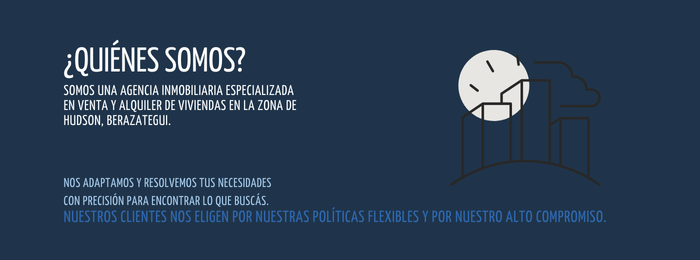 ¿QUIÉNES SOMOS?
SOMOS UNA AGENCIA INMOBILIARIA ESPECIALIZADA
EN VENTA Y ALQUILER DE VIVIENDAS EN LA ZONA DE
HUDSON, BERAZATEGUI.
NOS ADAPTAMOS Y RESOLVEMOS TUS NECESIDADES
CON PRECISIÓN PARA ENCONTRAR LO QUE BUSCÁS.
NUESTROS CLIENTES NOS ELIGEN POR NUESTRAS POLÍTICAS FLEXIBLES Y POR NUESTRO ALTO COMPROMISO.